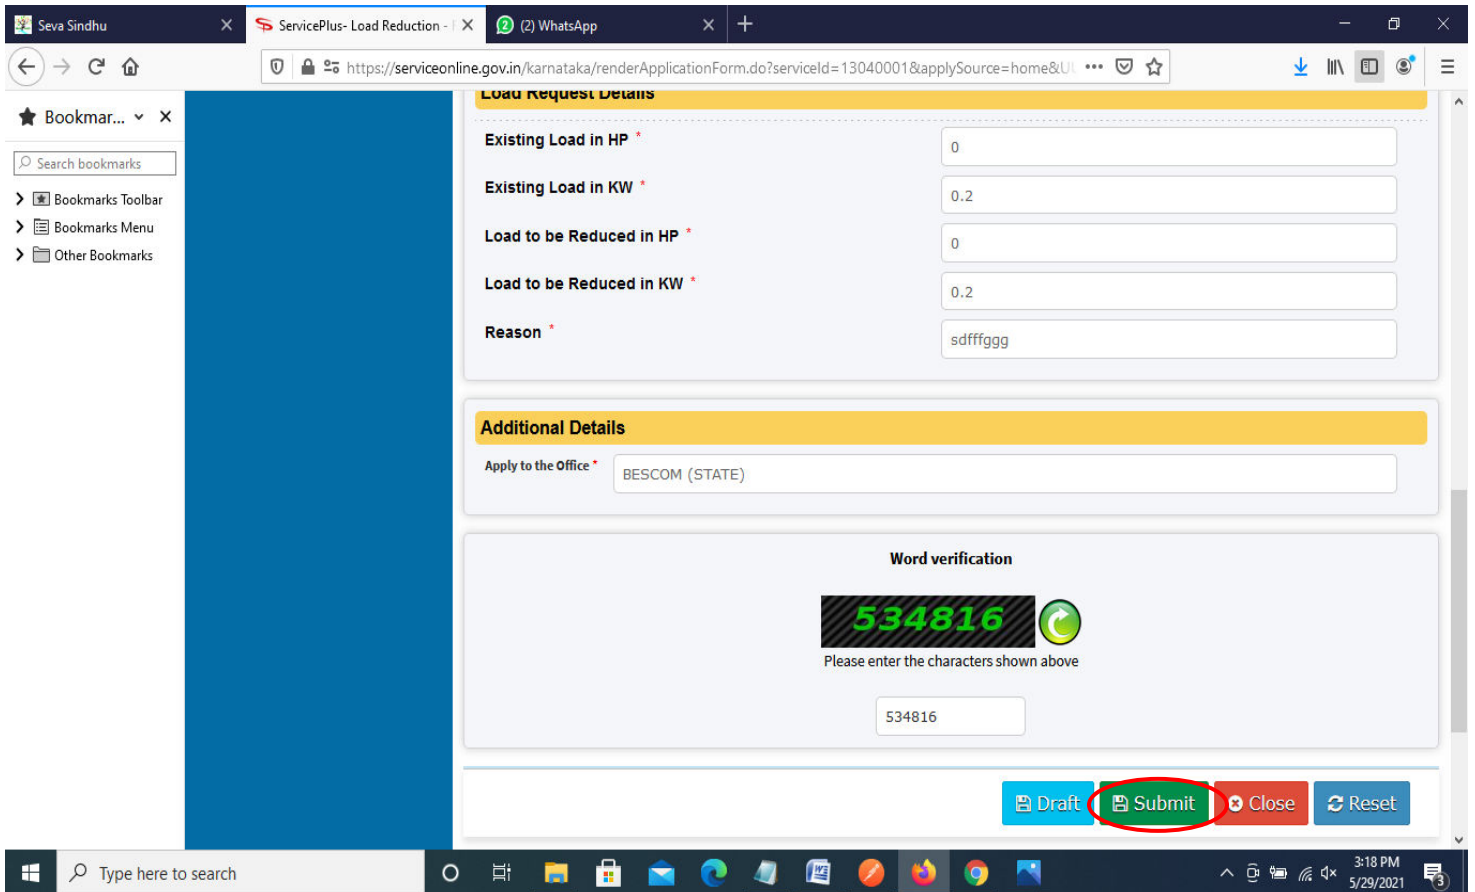 Seva Sindhu
ServicePlus- Load Reduction -
(2) WhatsApp
https://serviceonline.gov.in/karnataka/renderApplicationForm.do?serviceId=13040001&applySource=home&U
Bookmar...
Search bookmarks
Bookmarks Toolbar
Bookmarks Menu
Other Bookmarks
Load Request Details
Existing Load in HP *
0
Existing Load in KW *
0.2
Load to be Reduced in HP *
0
Load to be Reduced in KW *
0.2
Reason *
sdfffggg
Additional Details
Apply to the Office *
BESCOM (STATE)
Word verification
534816
Please enter the characters shown above
534816
Draft
Submit
Close
Reset
Type here to search
3:18 PM
5/29/2021
3